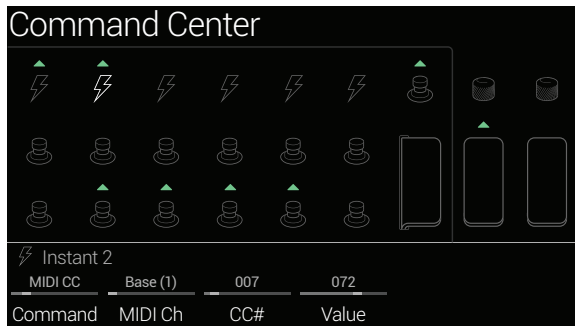 Command Center
Instant 2
MIDI CC Base (1) 007 072
Command MIDI Ch CC# Value